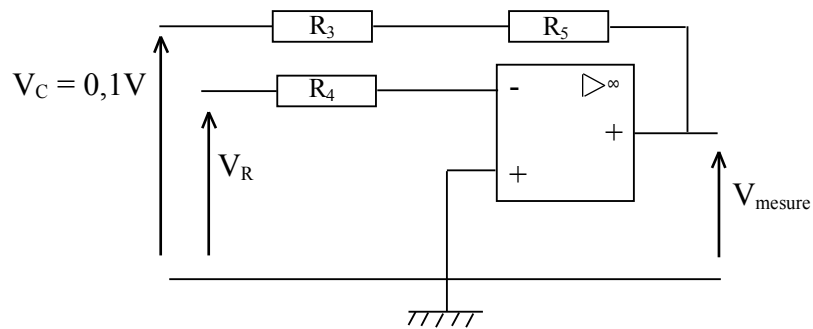 R3
R5
VC = 0,1V
R4
-
▷∞
+
VR
+
Vmesure